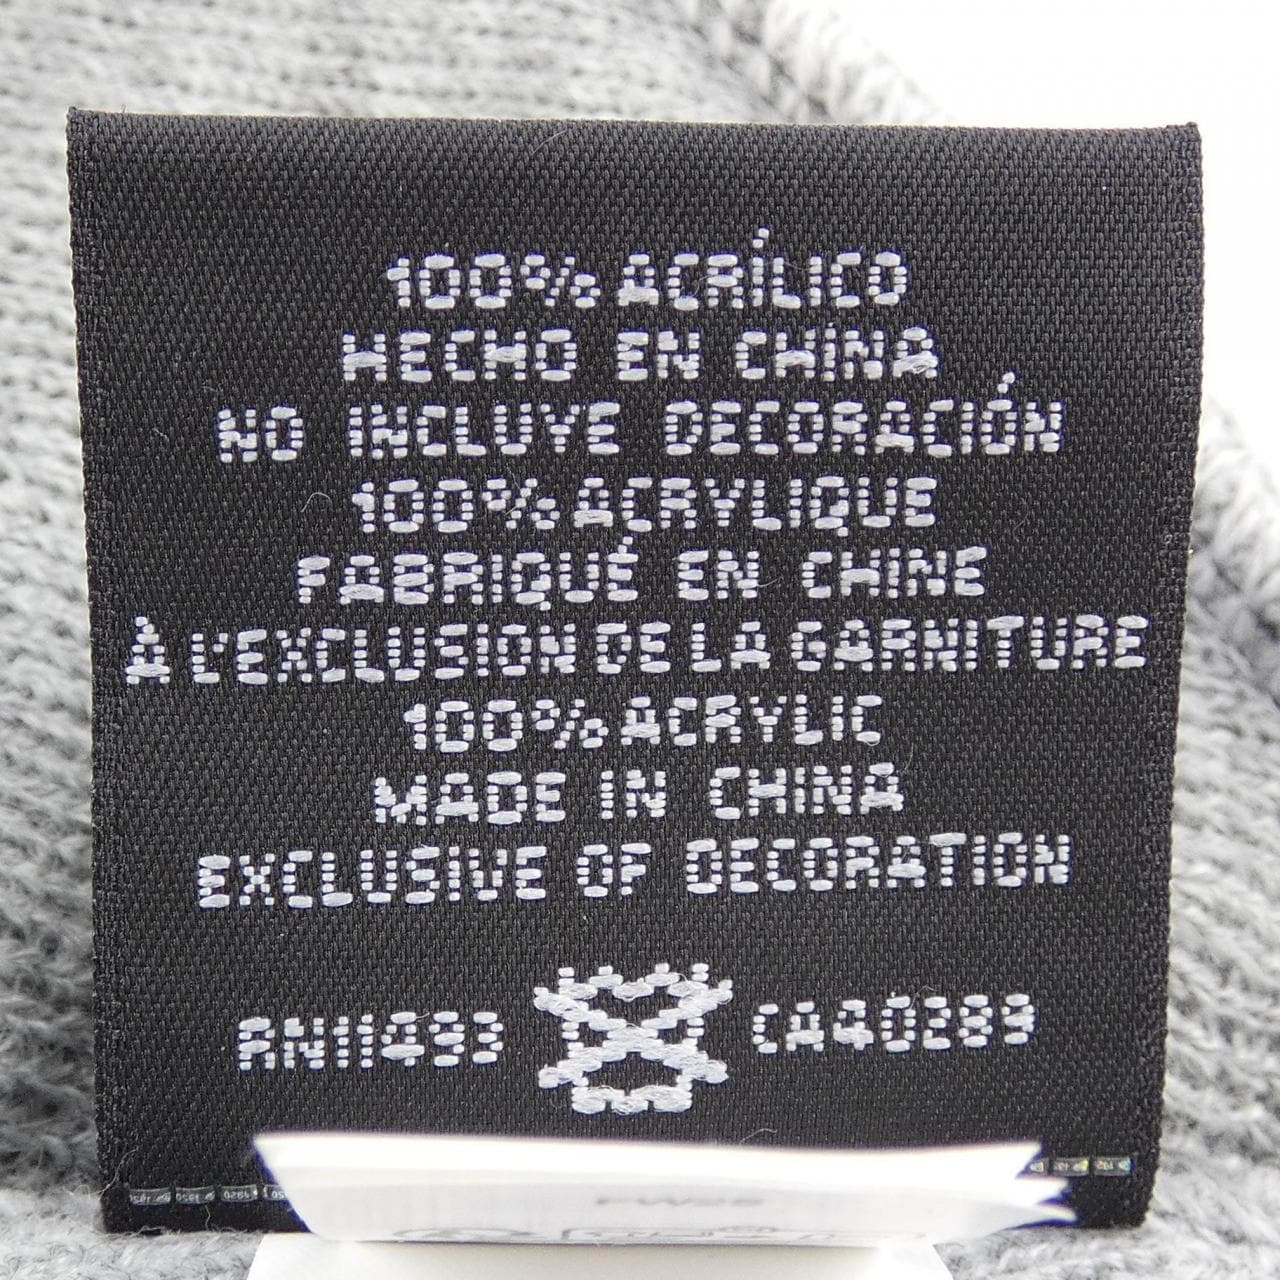 100% ACRÍLICO
HECHO EN CHINA
NO INCLUYE DECORACIÓN
100% ACRYLIQUE
FABRIQUÉ EN CHINE
À L'EXCLUSION DE LA GARNITURE
100% ACRYLIC
MADE IN CHINA
EXCLUSIVE OF DECORATION
RN11493 CA40289